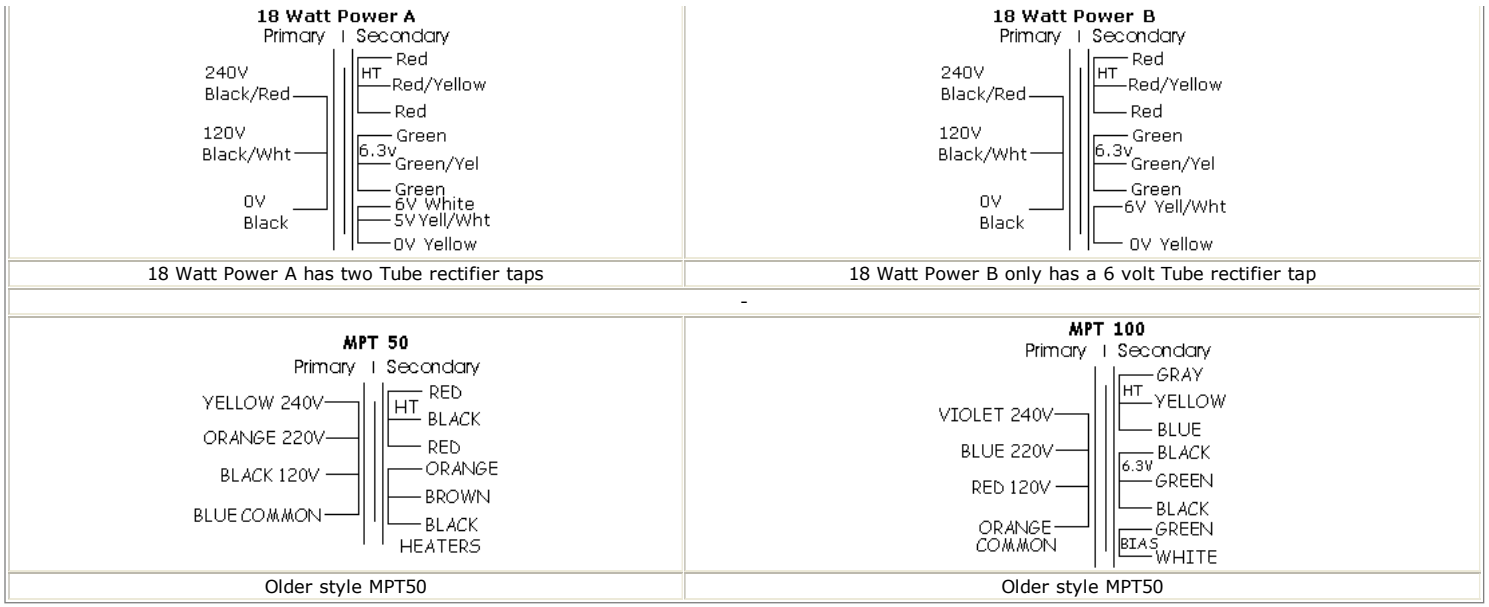 18 Watt Power A
Primary | Secondary
240V
Black/Red
120V
Black/Wht
0V
Black
Red
HT
Red/Yellow
Red
Green
6.3v
Green/Yel
Green
6V White
5V Yell/Wht
0V Yellow
18 Watt Power B
Primary | Secondary
240V
Black/Red
120V
Black/Wht
0V
Black
Red
HT
Red/Yellow
Red
Green
6.3v
Green/Yel
Green
6V Yell/Wht
0V Yellow
18 Watt Power A has two Tube rectifier taps
18 Watt Power B only has a 6 volt Tube rectifier tap
-
MPT 50
Primary | Secondary
YELLOW 240V
ORANGE 220V
BLACK 120V
BLUE COMMON
RED
HT
BLACK
RED
ORANGE
BROWN
BLACK
HEATERS
MPT 100
Primary | Secondary
VIOLET 240V
BLUE 220V
RED 120V
ORANGE
COMMON
GRAY
HT
YELLOW
BLUE
BLACK
6.3V
GREEN
BLACK
GREEN
BIAS
WHITE
Older style MPT50
Older style MPT50